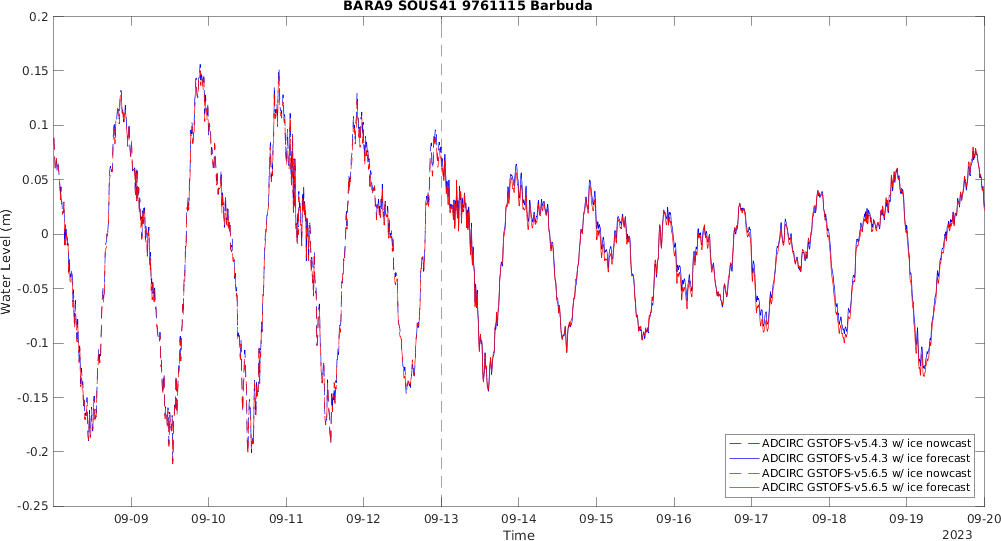 BARA9 SOUS41 9761115 Barbuda
0.2
0.15
0.1
0.05
0
-0.05
-0.1
-0.15
-0.2
-0.25
Water Level (m)
ADCIRC GSTOFS-v5.4.3 w/ ice nowcast
ADCIRC GSTOFS-v5.4.3 w/ ice forecast
ADCIRC GSTOFS-v5.6.5 w/ ice nowcast
ADCIRC GSTOFS-v5.6.5 w/ ice forecast
09-09 09-10 09-11 09-12 09-13 09-14 09-15 09-16 09-17 09-18 09-19 09-20
Time
2023